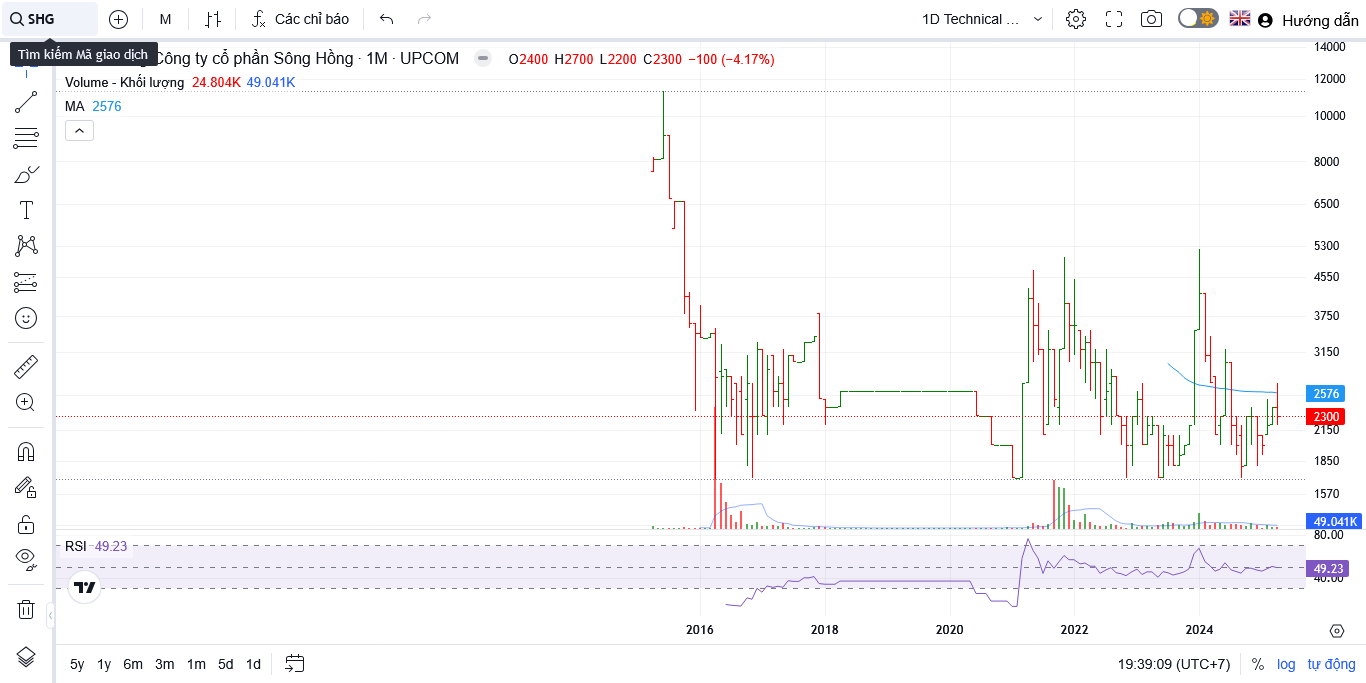 SHG
M
Các chỉ báo
1D Technical ...
Hướng dẫn
Tìm kiếm Mã giao dịch
Công ty cổ phần Sông Hồng · 1M · UPCOM
O2400 H2700 L2200 C2300 −100 (−4.17%)
Volume - Khối lượng 24.804K 49.041K
MA 2576
14000
12000
10000
8000
6500
5300
4550
3750
3150
2576
2300
2150
1850
1570
49.041K
80.00
RSI 49.23
49.23
40.00
2016 2018 2020 2022 2024
5y 1y 6m 3m 1m 5d 1d
19:39:09 (UTC+7) % log tự động